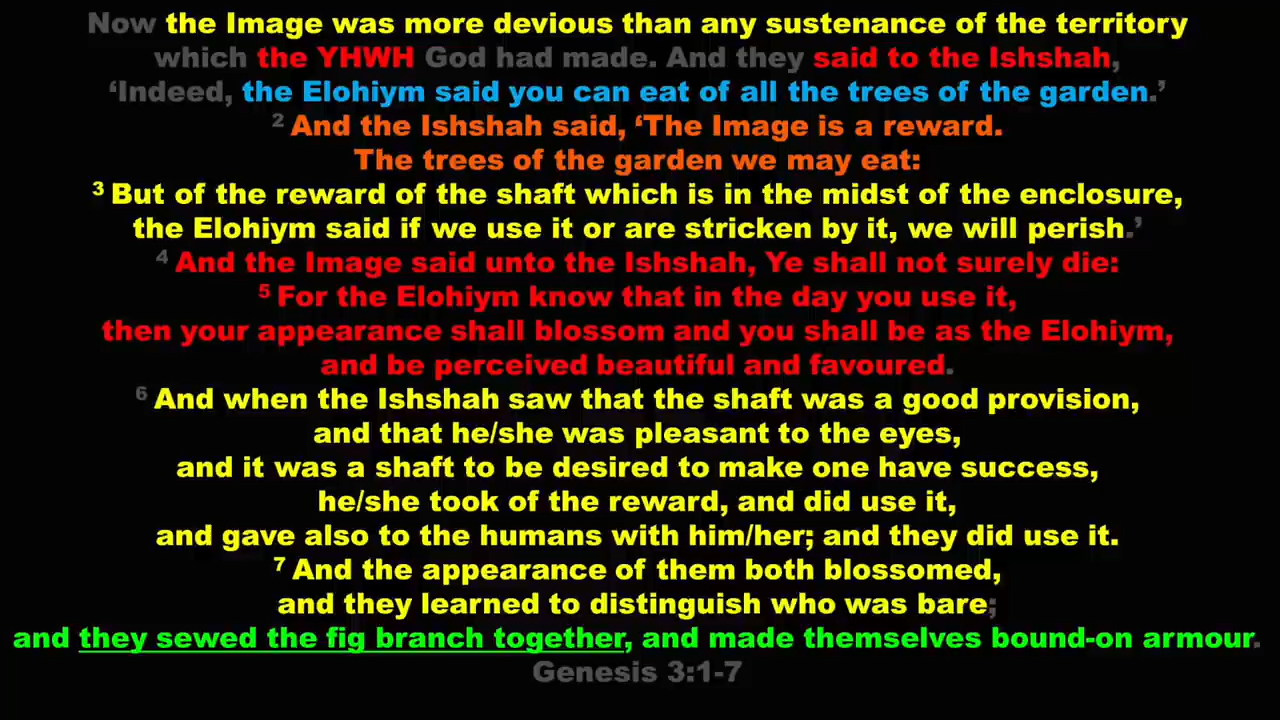 Now the Image was more devious than any sustenance of the territory
which the YHWH God had made. And they said to the Ishshah,
‘Indeed, the Elohiym said you can eat of all the trees of the garden.’
2 And the Ishshah said, ‘The Image is a reward.
The trees of the garden we may eat:
3 But of the reward of the shaft which is in the midst of the enclosure,
the Elohiym said if we use it or are stricken by it, we will perish.’
4 And the Image said unto the Ishshah, Ye shall not surely die:
5 For the Elohiym know that in the day you use it,
then your appearance shall blossom and you shall be as the Elohiym,
and be perceived beautiful and favoured.
6 And when the Ishshah saw that the shaft was a good provision,
and that he/she was pleasant to the eyes,
and it was a shaft to be desired to make one have success,
he/she took of the reward, and did use it,
and gave also to the humans with him/her; and they did use it.
7 And the appearance of them both blossomed,
and they learned to distinguish who was bare;
and they sewed the fig branch together, and made themselves bound-on armour.
Genesis 3:1-7